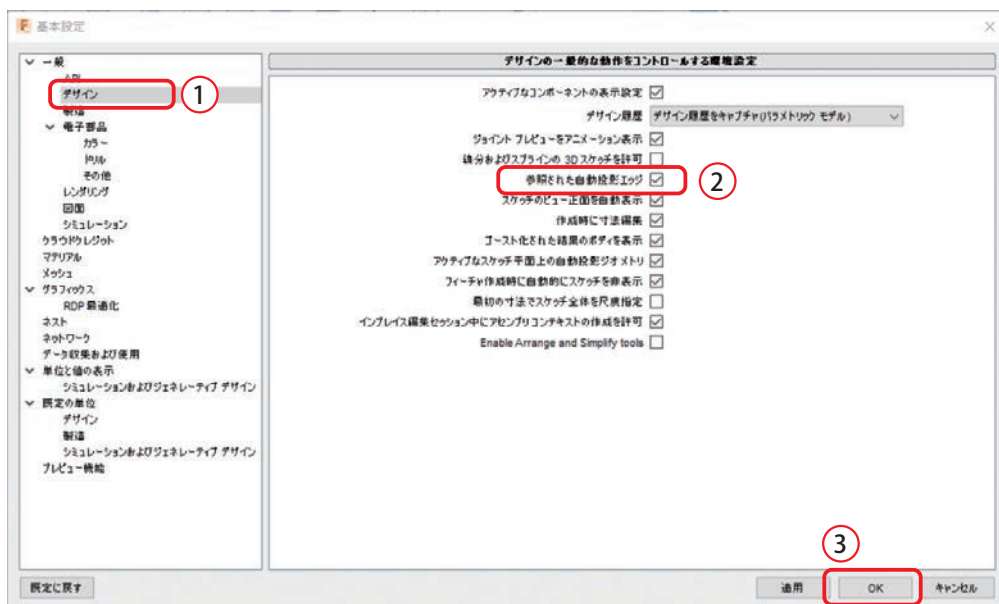 F 基本設定
一般
API
デザイン
①
製造
電子部品
カラー
ドリル
その他
レンダリング
図面
シミュレーション
クラウドクレジット
マテリアル
メッシュ
グラフィックス
RDP 最適化
ネスト
ネットワーク
データ収集および使用
単位と値の表示
シミュレーションおよびジェネレーティブ デザイン
既定の単位
デザイン
製造
シミュレーションおよびジェネレーティブ デザイン
プレビュー機能
デザインの一般的な動作をコントロールする環境設定
アクティブなコンポーネントの表示設定
デザイン履歴 デザイン履歴をキャプチャ(パラメトリック モデル)
ジョイント プレビューをアニメーション表示
線分およびスプラインの 3D スケッチを許可
参照された自動投影エッジ
②
スケッチのビュー正面を自動表示
作成時に寸法編集
ゴースト化された結果のボディを表示
アクティブなスケッチ平面上の自動投影ジオメトリ
フィーチャ作成時に自動的にスケッチを非表示
最初の寸法でスケッチ全体を尺度指定
インプレイス編集セッション中にアセンブリコンテキストの作成を許可
Enable Arrange and Simplify tools
③
既定に戻す 適用 OK キャンセル